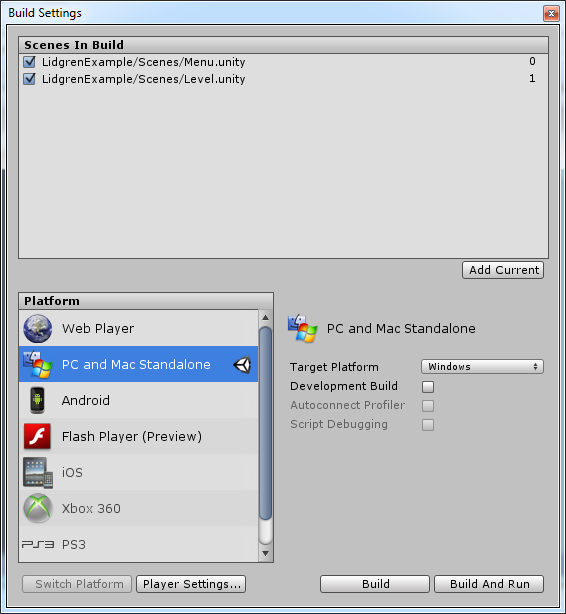 Build Settings
Scenes In Build
LidgrenExample/Scenes/Menu.unity 0
LidgrenExample/Scenes/Level.unity 1
Add Current
Platform
Web Player
PC and Mac Standalone
Android
Flash Player (Preview)
iOS
Xbox 360
PS3 PS3
PC and Mac Standalone
Target Platform Windows
Development Build
Autoconnect Profiler
Script Debugging
Switch Platform
Player Settings...
Build
Build And Run